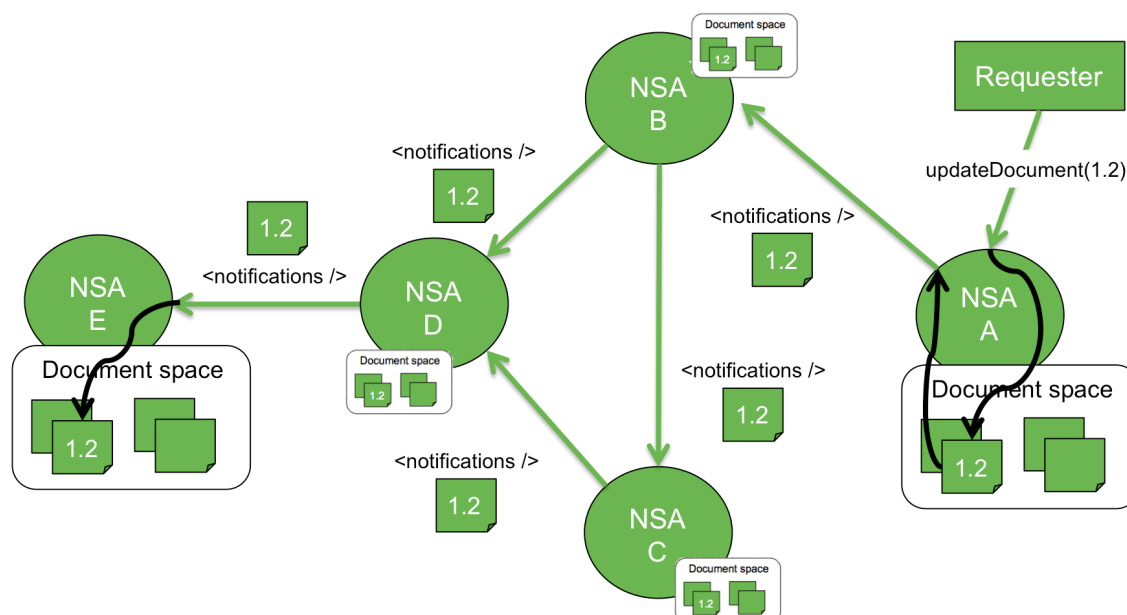 Document space
1.2
NSA
B
Requester
<notifications />
1.2
updateDocument(1.2)
1.2
<notifications />
<notifications />
1.2
NSA
E
NSA
D
NSA
A
Document space
1.2
Document space
1.2
<notifications />
1.2
Document space
1.2
<notifications />
1.2
NSA
C
Document space
1.2